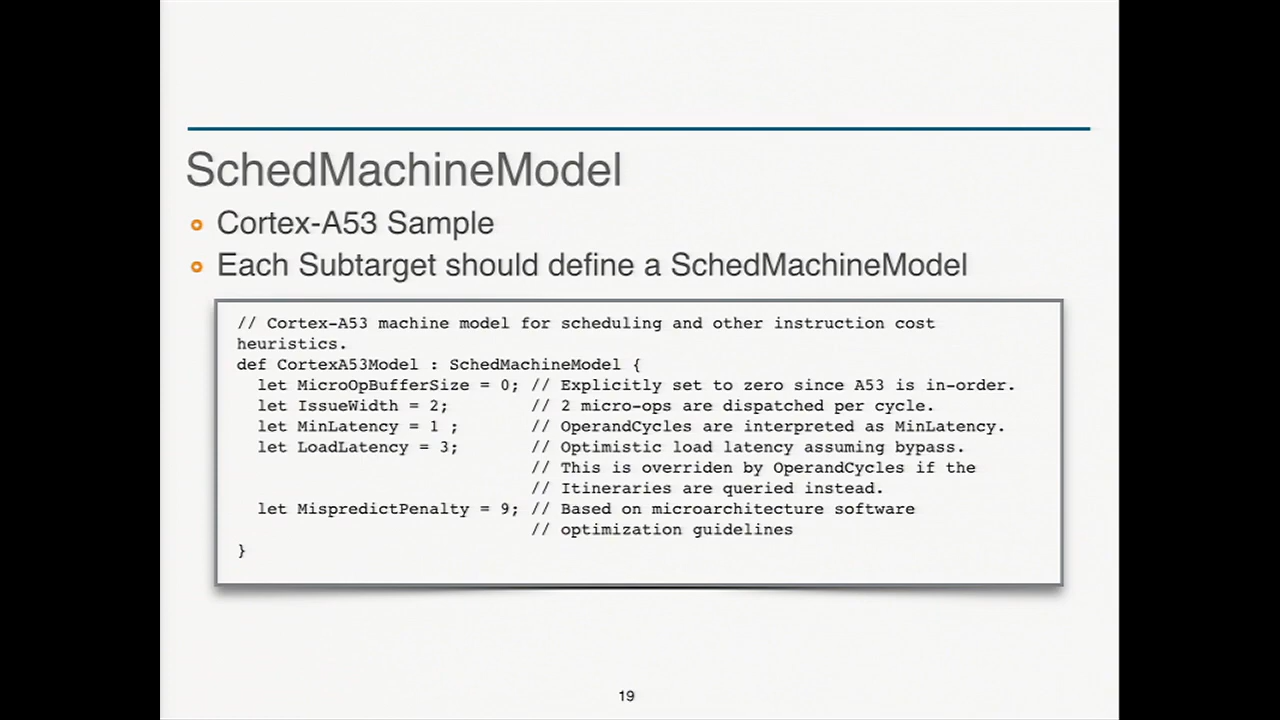 SchedMachineModel
Cortex-A53 Sample
Each Subtarget should define a SchedMachineModel
// Cortex-A53 machine model for scheduling and other instruction cost
heuristics.
def CortexA53Model : SchedMachineModel {
  let MicroOpBufferSize = 0; // Explicitly set to zero since A53 is in-order.
  let IssueWidth = 2;        // 2 micro-ops are dispatched per cycle.
  let MinLatency = 1 ;       // OperandCycles are interpreted as MinLatency.
  let LoadLatency = 3;       // Optimistic load latency assuming bypass.
                             // This is overriden by OperandCycles if the
                             // Itineraries are queried instead.
  let MispredictPenalty = 9; // Based on microarchitecture software
                             // optimization guidelines
}
19